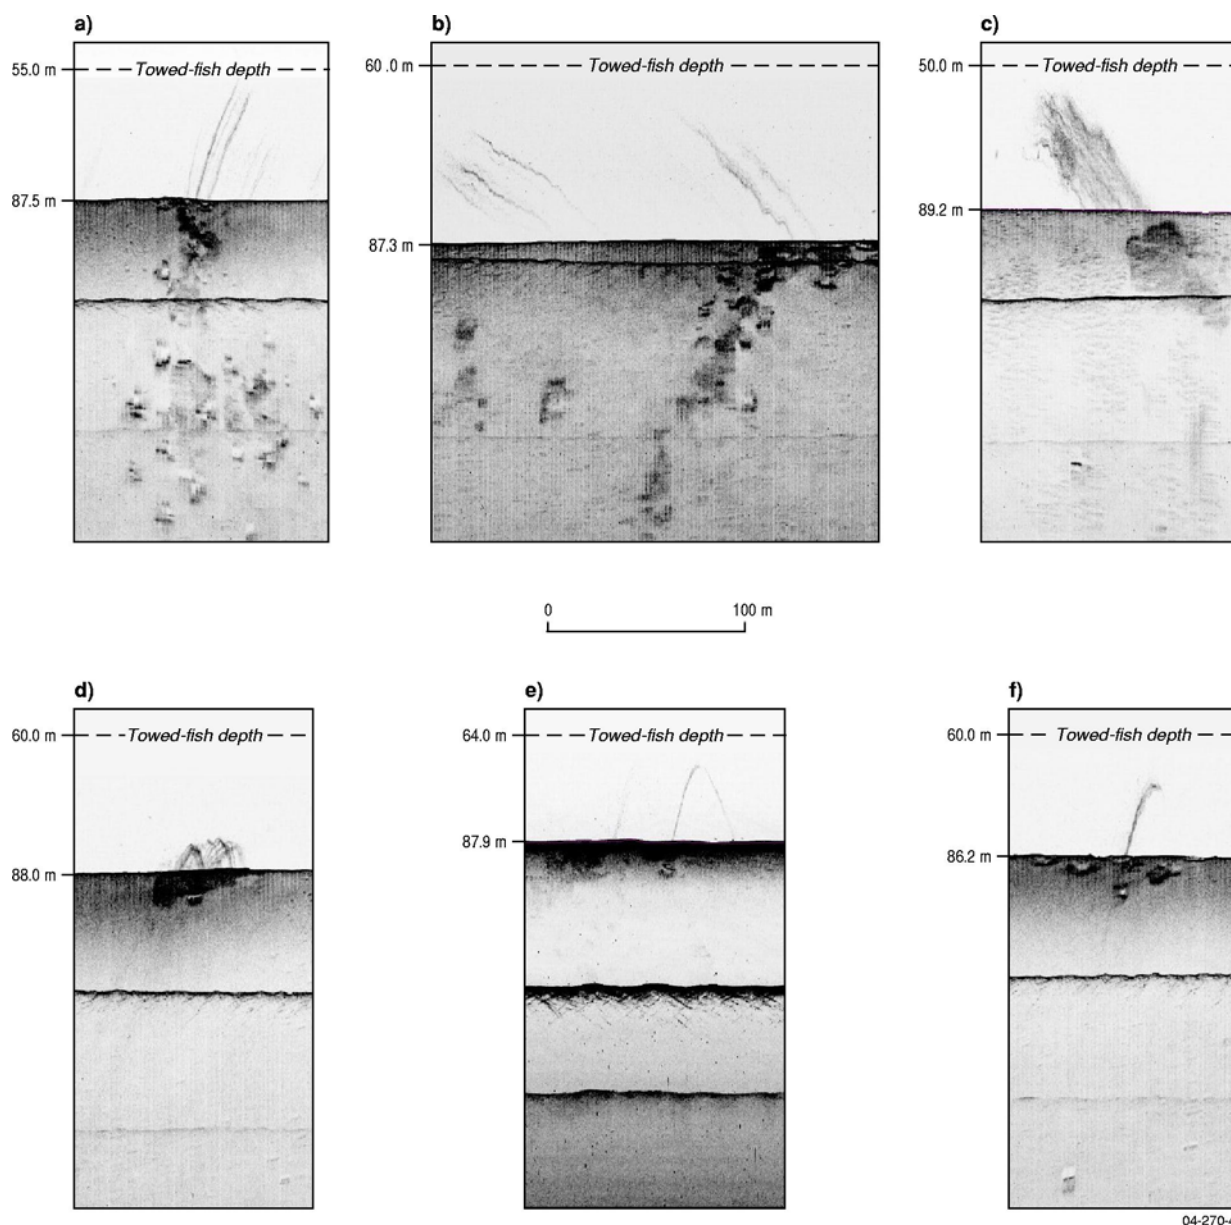 a)
55.0 m
Towed-fish depth
87.5 m
b)
60 .0 m
Towed-fish depth
87.3 m
c)
50.0 m
Towed-fish depth
89.2 m
0 100 m
d)
60.0 m
Towed-fish depth
88.0 m
e)
64.0 m
Towed-fish depth
87.9 m
f)
60.0 m
Towed-fish depth
86.2 m
04-270-